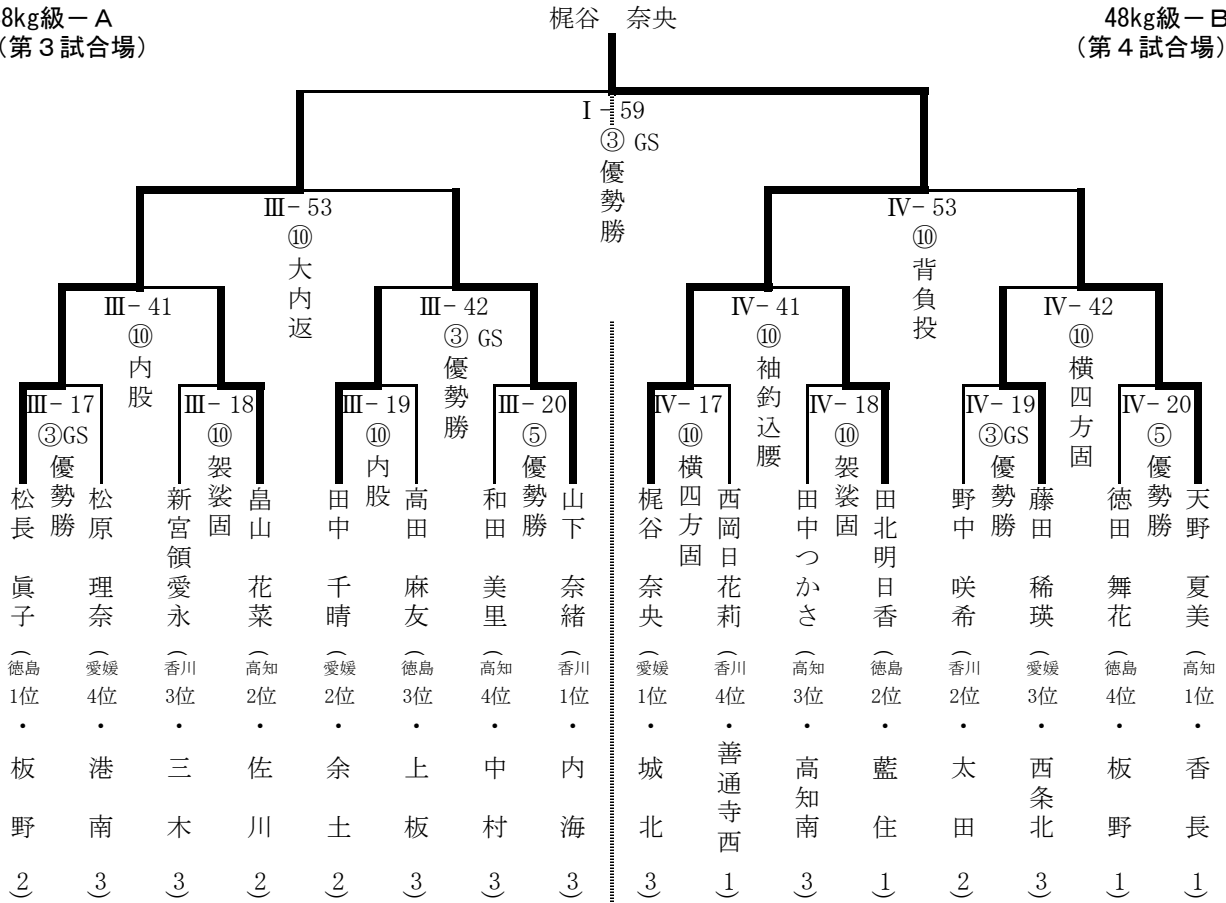 8kg級－A
(第3試合場)
梶谷　奈央
48kg級－B
(第4試合場)
Ⅰ－59
③ GS
優勢勝
Ⅲ－53
⑩
大内返
Ⅳ－53
⑩
背負投
Ⅲ－41
⑩
内股
Ⅲ－42
③ GS
優勢勝
Ⅳ－41
⑩
袖釣込腰
Ⅳ－42
⑩
横四方固
Ⅲ－17
③GS
優勢勝
Ⅲ－18
⑩
袈裟固
Ⅲ－19
⑩
内股
Ⅲ－20
⑤
優勢勝
Ⅳ－17
⑩
横四方固
Ⅳ－18
⑩
袈裟固
Ⅳ－19
③GS
優勢勝
Ⅳ－20
⑤
優勢勝
松長　眞子（徳島1位・板野2）
松原　理奈（愛媛4位・港南3）
新宮領愛永（香川3位・三木3）
畠山　花菜（高知2位・佐川2）
田中　千晴（愛媛2位・余土2）
高田　麻友（徳島3位・上板3）
和田　美里（高知4位・中村3）
山下　奈緒（香川1位・内海3）
梶谷　奈央（愛媛1位・城北3）
西岡日花莉（香川4位・善通寺西1）
田中つかさ（高知3位・高知南3）
田北明日香（徳島2位・藍住1）
野中　咲希（香川2位・太田2）
藤田　稀瑛（愛媛3位・西条北3）
徳田　舞花（徳島4位・板野1）
天野　夏美（高知1位・香長1）